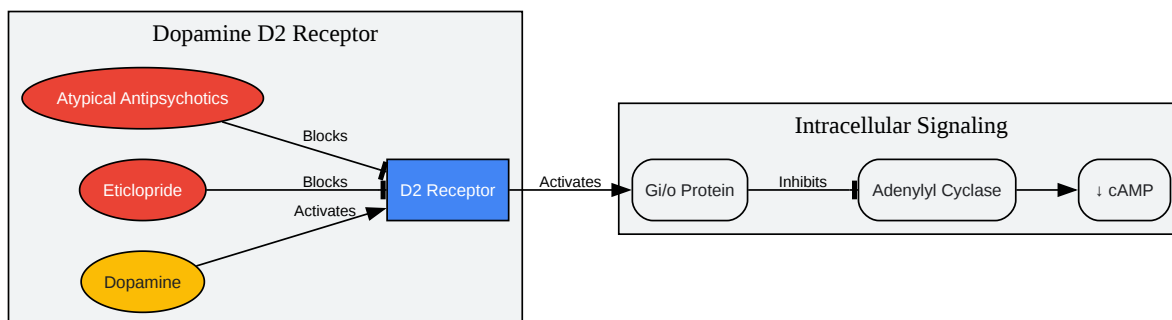 Dopamine D2 Receptor
Atypical Antipsychotics
Blocks
Eticlopride
Blocks
D2 Receptor
Activates
Dopamine
Activates
Intracellular Signaling
Gi/o Protein
Inhibits
Adenylyl Cyclase
↓ cAMP